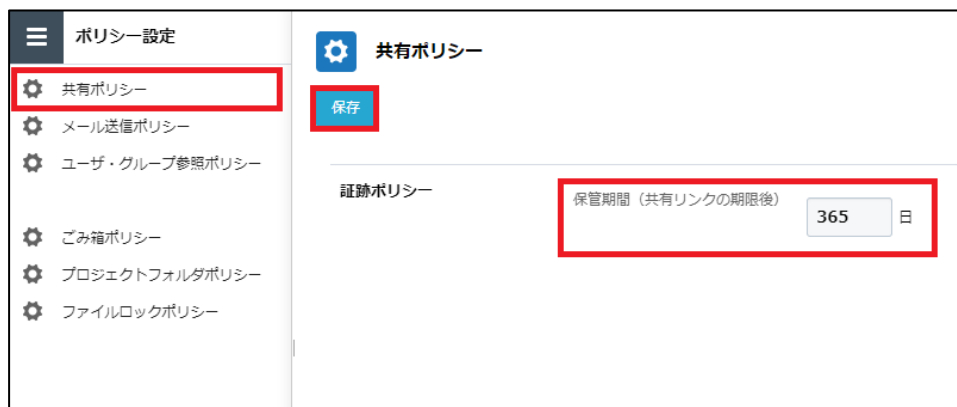 ポリシー設定
共有ポリシー
メール送信ポリシー
ユーザ・グループ参照ポリシー
ごみ箱ポリシー
プロジェクトフォルダポリシー
ファイルロックポリシー
共有ポリシー
保存
証跡ポリシー
保管期間（共有リンクの期限後）
365 日